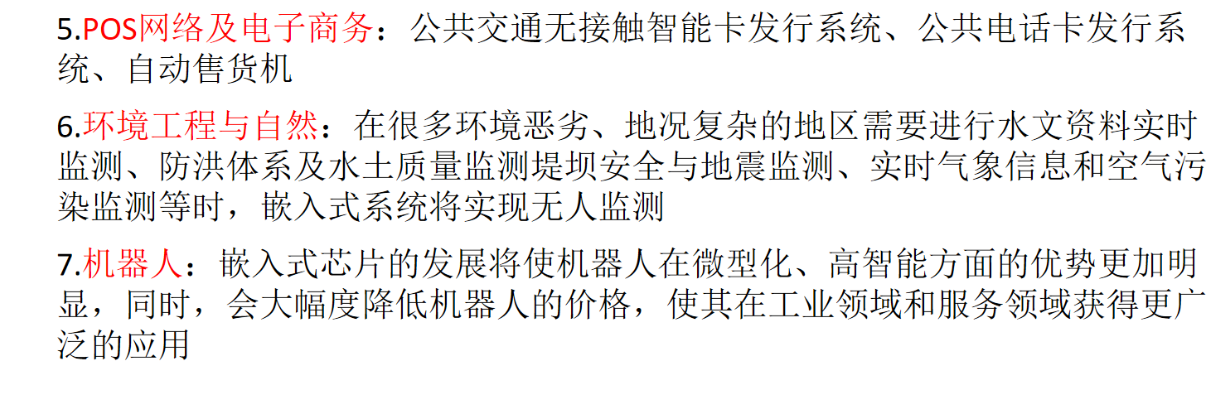 5.POS网络及电子商务：公共交通无接触智能卡发行系统、公共电话卡发行系
统、自动售货机
6.环境工程与自然：在很多环境恶劣、地况复杂的地区需要进行水文资料实时
监测、防洪体系及水土质量监测堤坝安全与地震监测、实时气象信息和空气污
染监测等时，嵌入式系统将实现无人监测
7.机器人：嵌入式芯片的发展将使机器人在微型化、高智能方面的优势更加明
显，同时，会大幅度降低机器人的价格，使其在工业领域和服务领域获得更广
泛的应用